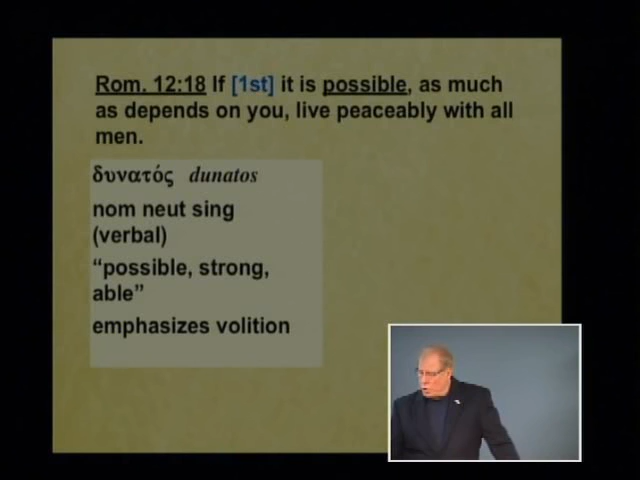 Rom. 12:18 If [1st] it is possible, as much
as depends on you, live peaceably with all
men.
δυνατός dunatos
nom neut sing
(verbal)
“possible, strong,
able”
emphasizes volition